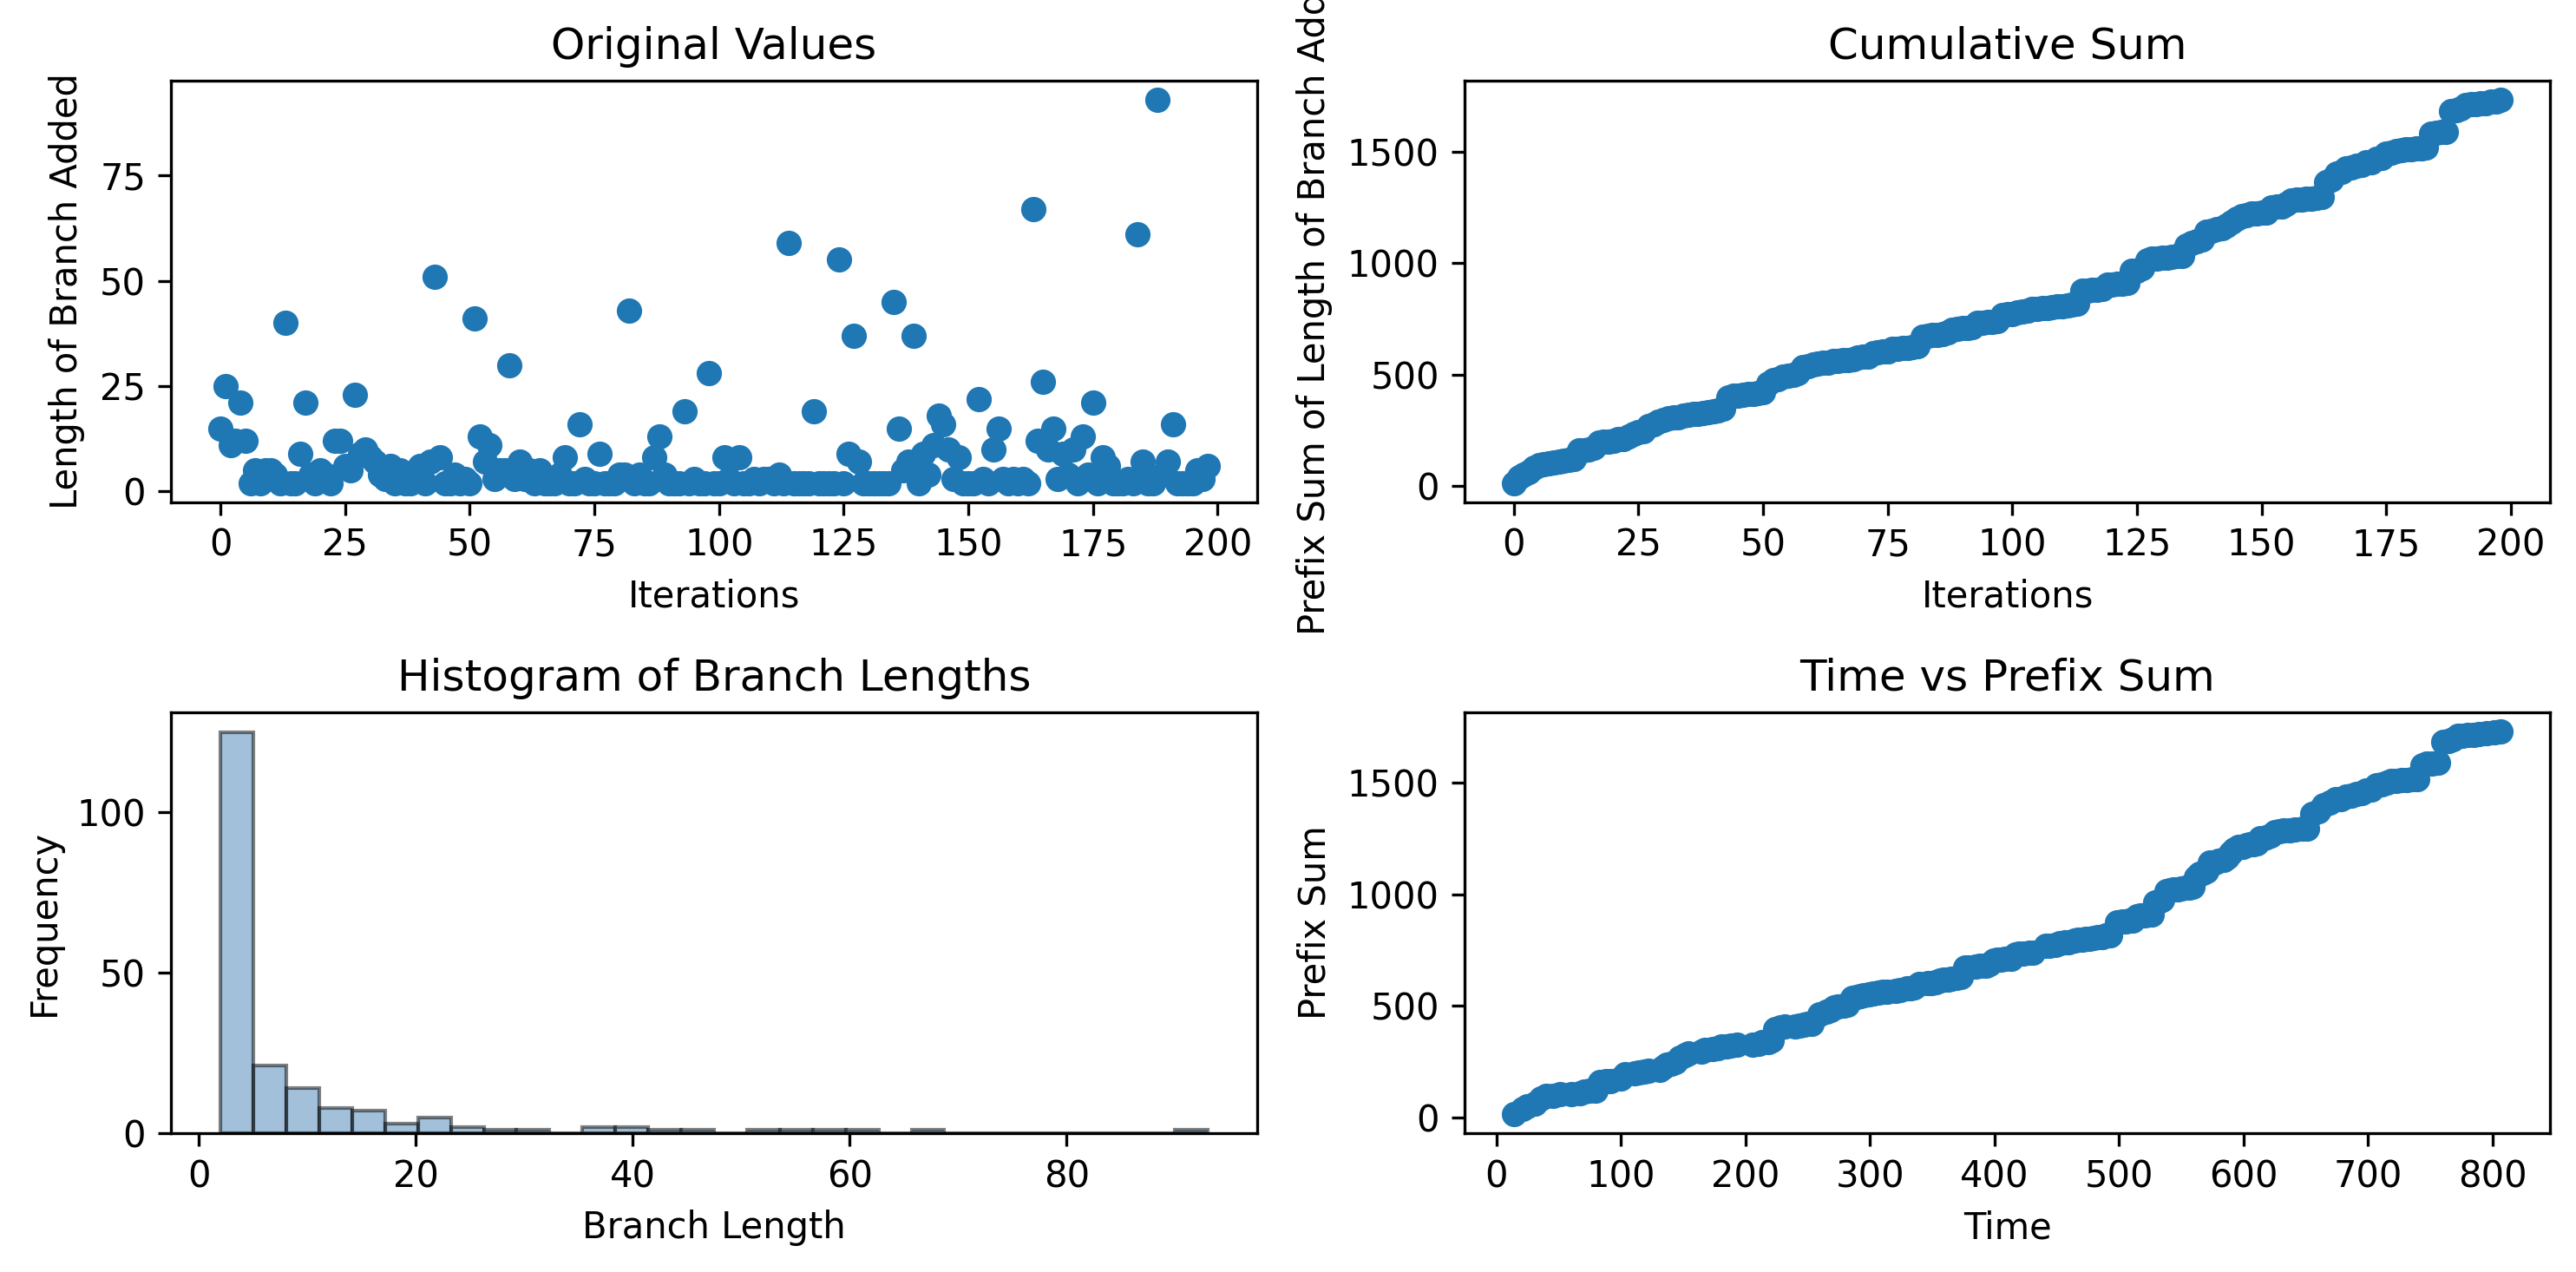 Original Values
Length of Branch Added
75
50
25
0
0 25 50 75 100 125 150 175 200
Iterations
Cumulative Sum
Prefix Sum of Length of Branch Add
1500
1000
500
0
0 25 50 75 100 125 150 175 200
Iterations
Histogram of Branch Lengths
Frequency
100
50
0
0 20 40 60 80
Branch Length
Time vs Prefix Sum
Prefix Sum
1500
1000
500
0
0 100 200 300 400 500 600 700 800
Time